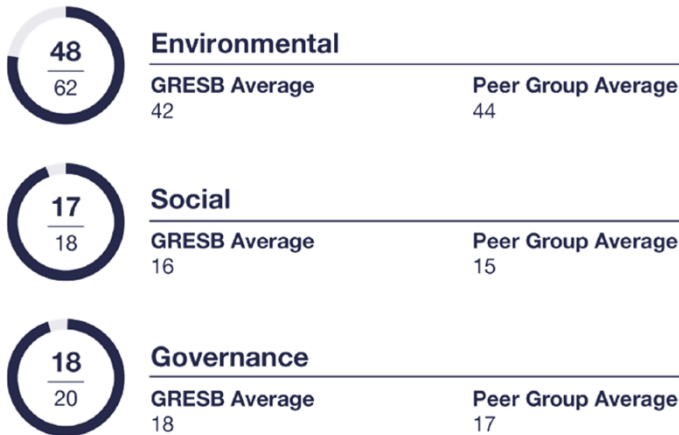 48
62
Environmental
GRESB Average
Peer Group Average
42
44
17
18
Social
GRESB Average
Peer Group Average
16
15
18
20
Governance
GRESB Average
Peer Group Average
18
17